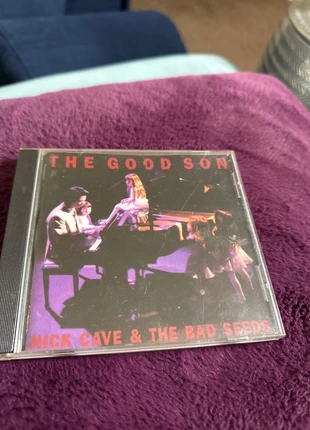 THE GOOD SON
NICK CAVE & THE BAD SEEDS